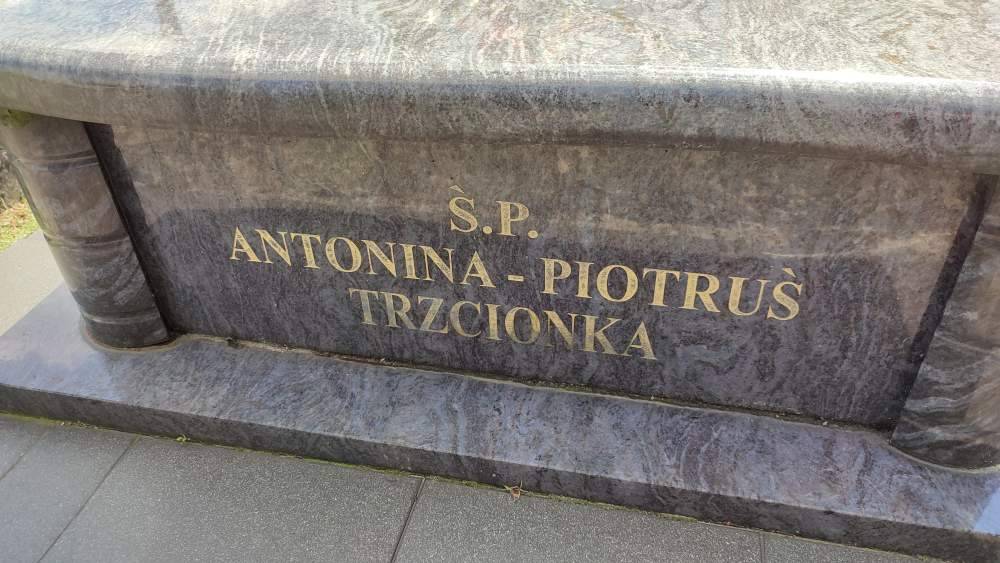 Š.P.
ANTONINA - PIOTRUŚ
TRZCIONKA